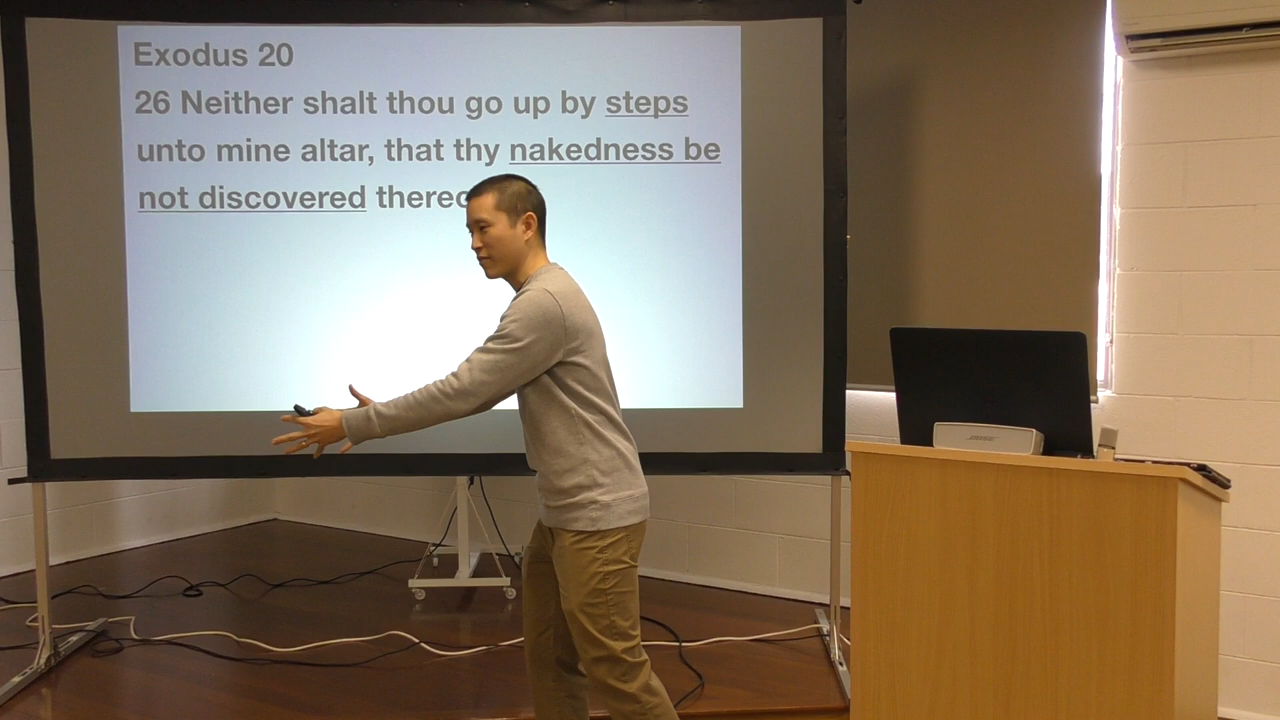 Exodus 20
26 Neither shalt thou go up by steps
unto mine altar, that thy nakedness be
not discovered
BOSE